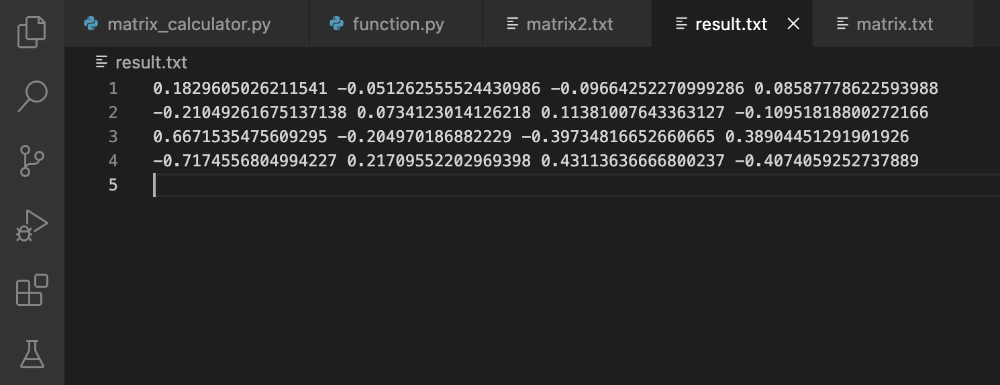 matrix_calculator.py function.py matrix2.txt result.txt matrix.txt
result.txt
1 0.1829605026211541 -0.051262555524430986 -0.09664252270999286 0.08587778622593988
2 -0.21049261675137138 0.0734123014126218 0.11381007643363127 -0.10951818800272166
3 0.6671535475609295 -0.204970186882229 -0.39734816652660665 0.38904451291901926
4 -0.7174556804994227 0.21709552202969398 0.43113636666800237 -0.4074059252737889
5